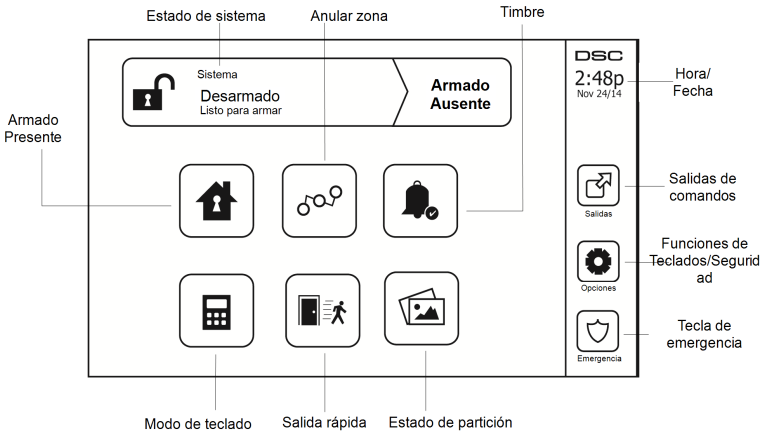 Estado de sistema
Anular zona
Timbre
Sistema
Desarmado
Listo para armar
Armado
Ausente
DSC
2:48p
Nov 24/14
Hora/
Fecha
Armado
Presente
Salidas
Salidas de
comandos
Timbre
Opciones
Funciones de
Teclados/Segurid
ad
Emergencia
Tecla de
emergencia
Modo de teclado
Salida rápida
Estado de partición